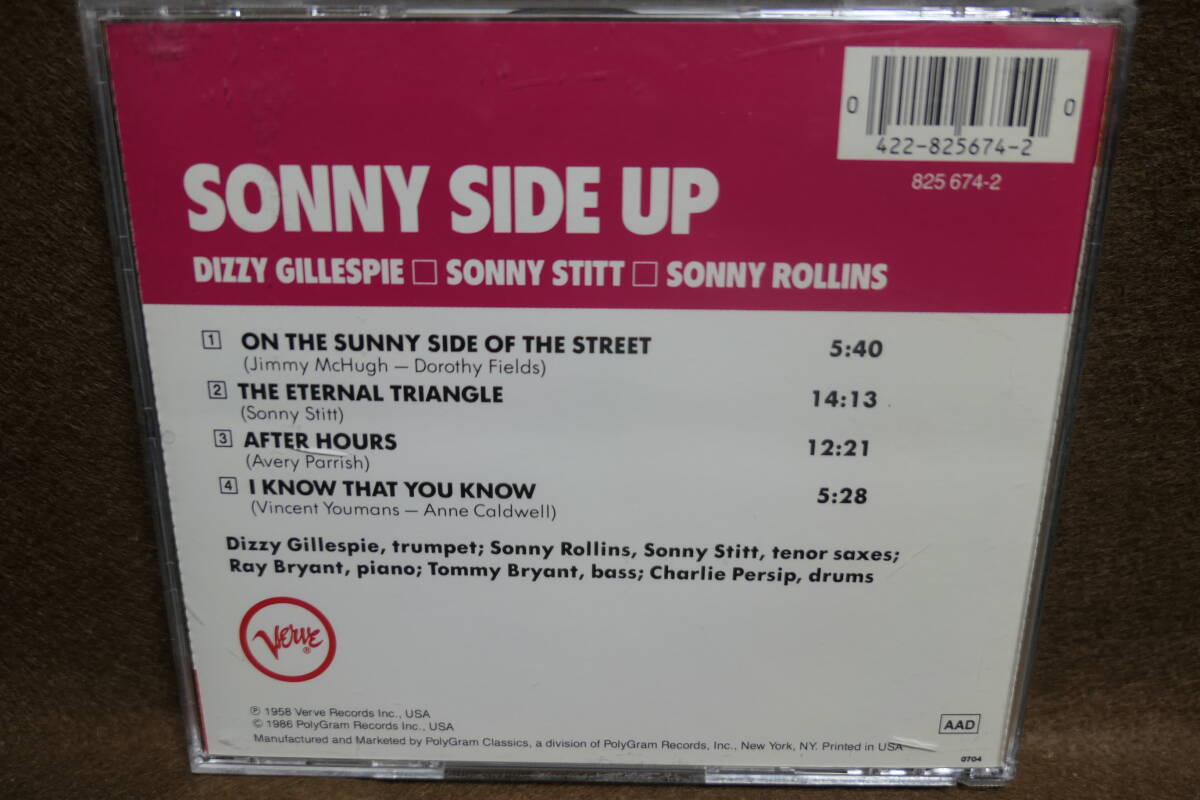 0 0
422-825674-2
825 674-2
SONNY SIDE UP
DIZZY GILLESPIE □ SONNY STITT □ SONNY ROLLINS
1 ON THE SUNNY SIDE OF THE STREET 5:40
(Jimmy McHugh — Dorothy Fields)
2 THE ETERNAL TRIANGLE 14:13
(Sonny Stitt)
3 AFTER HOURS 12:21
(Avery Parrish)
4 I KNOW THAT YOU KNOW 5:28
(Vincent Youmans — Anne Caldwell)
Dizzy Gillespie, trumpet; Sonny Rollins, Sonny Stitt, tenor saxes;
Ray Bryant, piano; Tommy Bryant, bass; Charlie Persip, drums
Verve®
℗ 1958 Verve Records Inc., USA
© 1986 PolyGram Records Inc., USA
Manufactured and Marketed by PolyGram Classics, a division of PolyGram Records, Inc., New York, NY. Printed in USA
AAD
0704